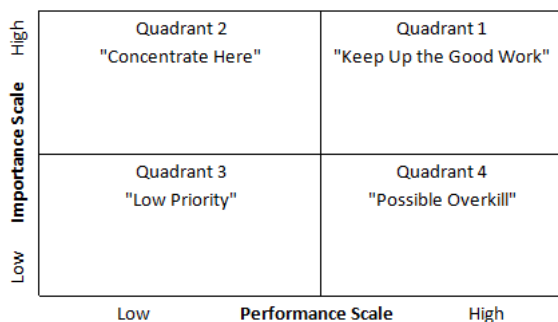 High
Importance Scale
Low
Quadrant 2
"Concentrate Here"
Quadrant 1
"Keep Up the Good Work"
Quadrant 3
"Low Priority"
Quadrant 4
"Possible Overkill"
Low
Performance Scale
High